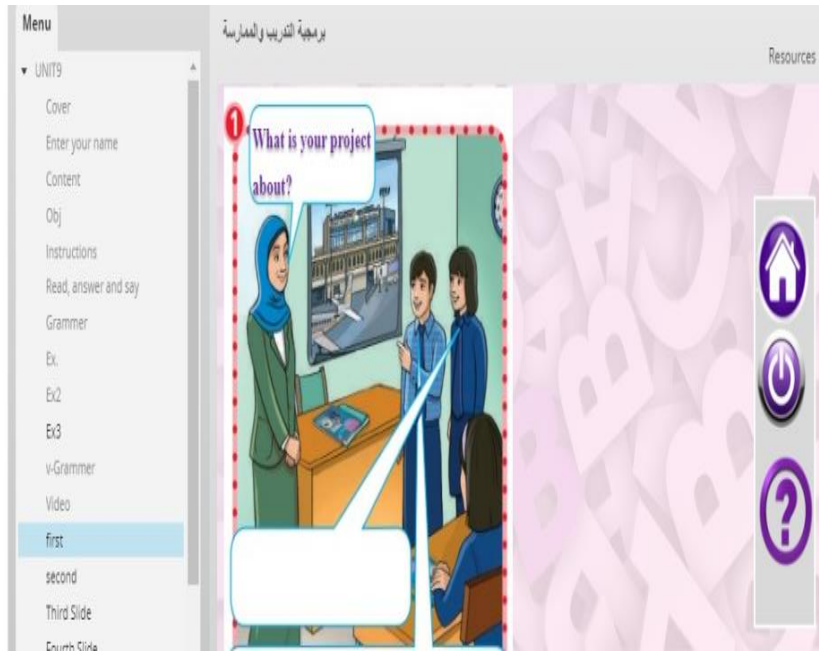 Menu
برمجية التدريب والممارسة
Resources
UNIT9
Cover
Enter your name
Content
Obj
Instructions
Read, answer and say
Grammer
Ex.
Ex2
Ex3
v-Grammer
Video
first
second
Third Slide
Fourth Slide
1
What is your project
about?
?